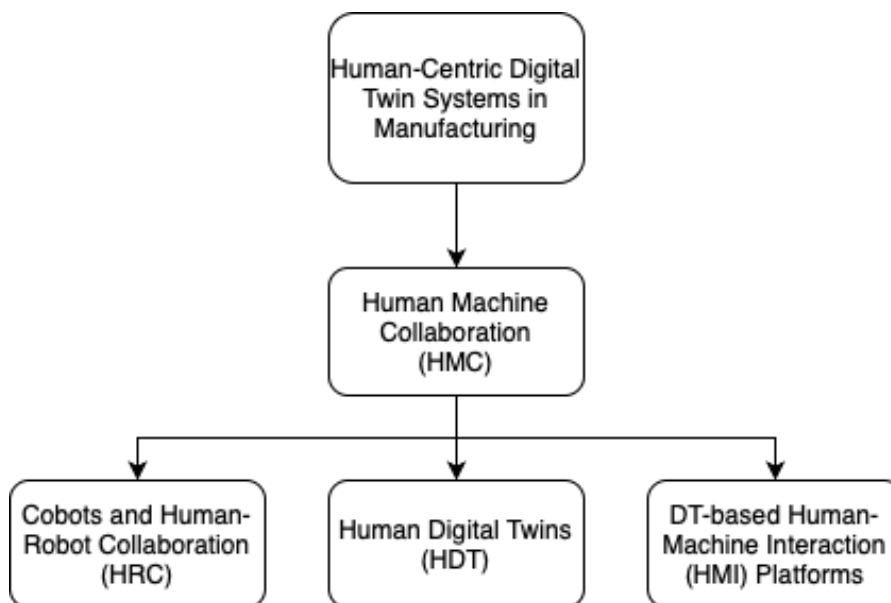 Human-Centric Digital
Twin Systems in
Manufacturing
Human Machine
Collaboration
(HMC)
Cobots and Human-
Robot Collaboration
(HRC)
Human Digital Twins
(HDT)
DT-based Human-
Machine Interaction
(HMI) Platforms